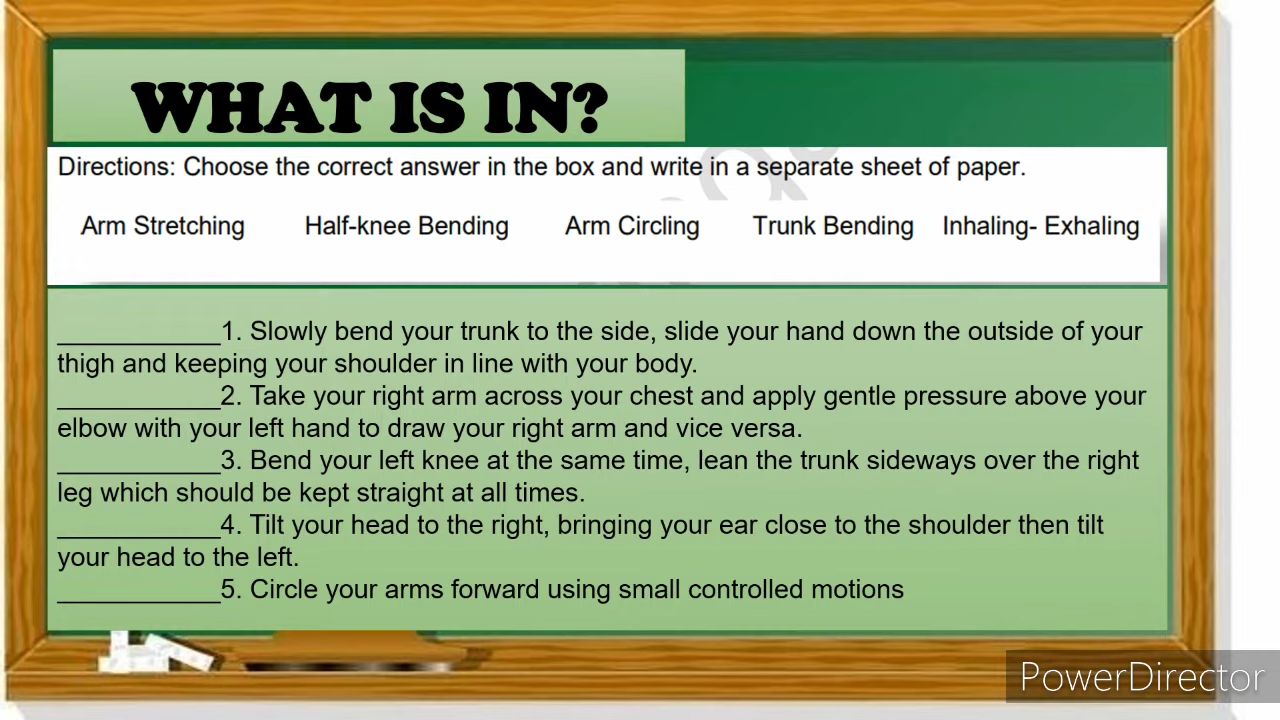 WHAT IS IN?
Directions: Choose the correct answer in the box and write in a separate sheet of paper.
Arm Stretching Half-knee Bending Arm Circling Trunk Bending Inhaling- Exhaling
___________1. Slowly bend your trunk to the side, slide your hand down the outside of your
thigh and keeping your shoulder in line with your body.
___________2. Take your right arm across your chest and apply gentle pressure above your
elbow with your left hand to draw your right arm and vice versa.
___________3. Bend your left knee at the same time, lean the trunk sideways over the right
leg which should be kept straight at all times.
___________4. Tilt your head to the right, bringing your ear close to the shoulder then tilt
your head to the left.
___________5. Circle your arms forward using small controlled motions
PowerDirector